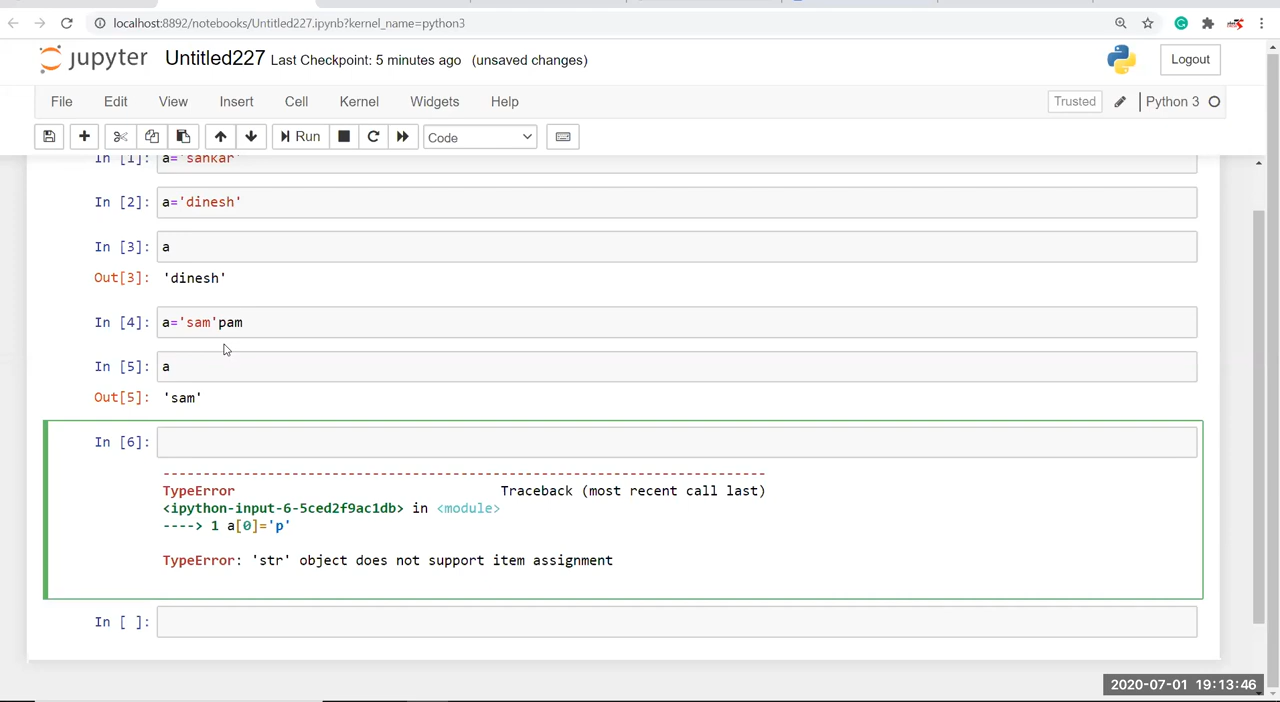 localhost:8892/notebooks/Untitled227.ipynb?kernel_name=python3
jupyter Untitled227 Last Checkpoint: 5 minutes ago (unsaved changes)
Logout
File Edit View Insert Cell Kernel Widgets Help
Trusted Python 3
Run Code
In [1]: a='sankar'
In [2]: a='dinesh'
In [3]: a
Out[3]: 'dinesh'
In [4]: a='sam'pam
In [5]: a
Out[5]: 'sam'
In [6]:
---------------------------------------------------------------------------
TypeError Traceback (most recent call last)
<ipython-input-6-5ced2f9ac1db> in <module>
----> 1 a[0]='p'
TypeError: 'str' object does not support item assignment
In [ ]:
2020-07-01 19:13:46